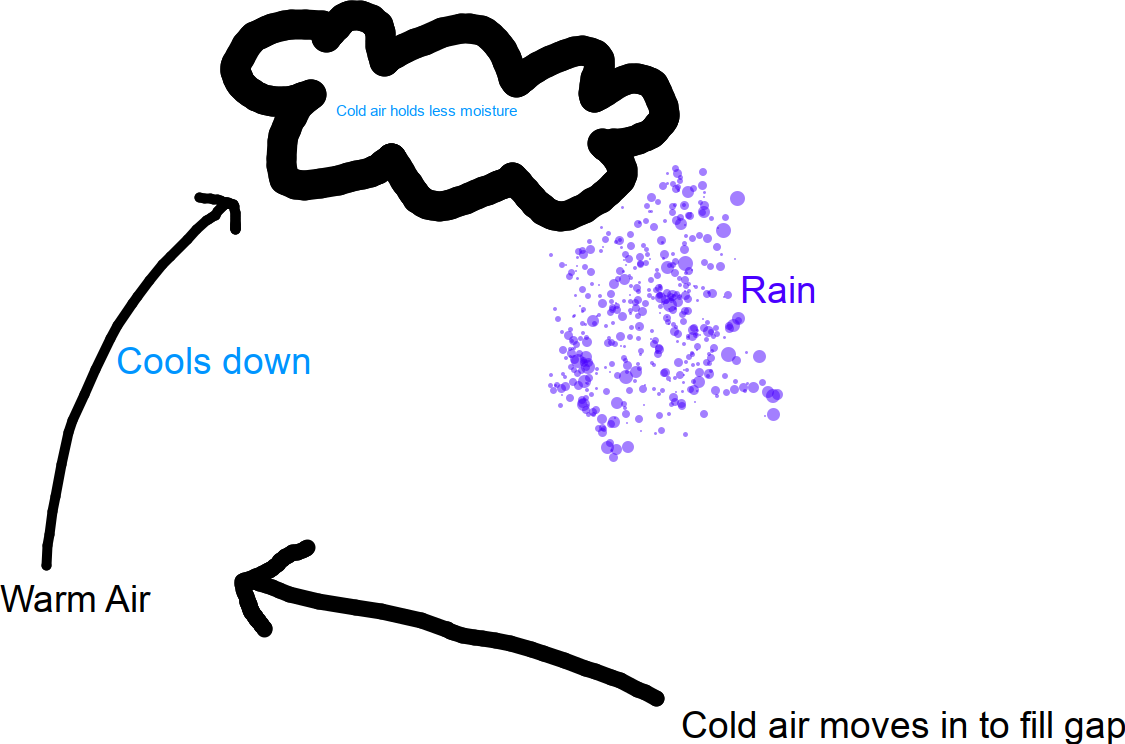 Cold air holds less moisture
Rain
Cools down
Warm Air
Cold air moves in to fill gap